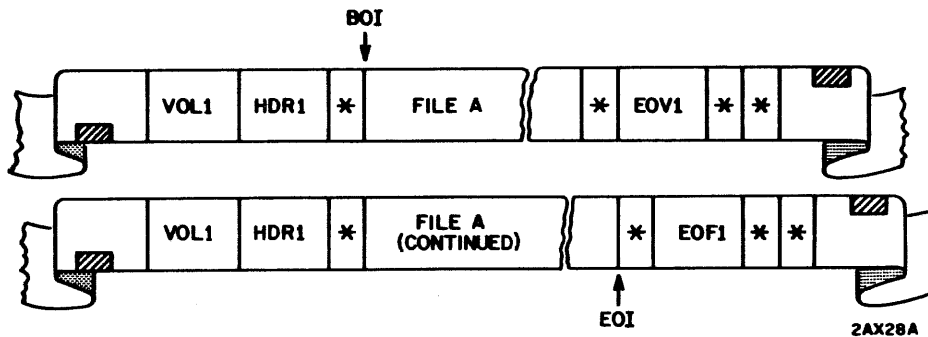 BOI
VOL1 HDR1 * FILE A * EOV1 * *
VOL1 HDR1 * FILE A (CONTINUED) * EOF1 * *
EOI
2AX28A